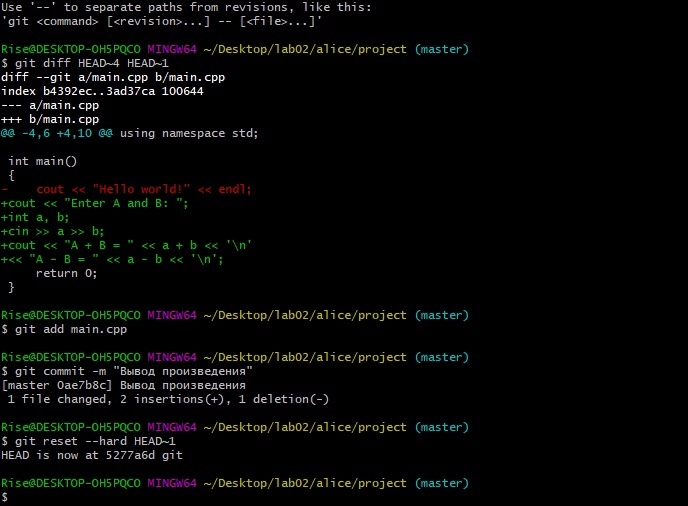 Use '--' to separate paths from revisions, like this:
'git <command> [<revision>...] -- [<file>...]'
Rise@DESKTOP-OH5PQCO MINGW64 ~/Desktop/lab02/alice/project (master)
$ git diff HEAD~4 HEAD~1
diff --git a/main.cpp b/main.cpp
index b4392ec..3ad37ca 100644
--- a/main.cpp
+++ b/main.cpp
@@ -4,6 +4,10 @@ using namespace std;
 int main()
 {
-    cout << "Hello world!" << endl;
+cout << "Enter A and B: ";
+int a, b;
+cin >> a >> b;
+cout << "A + B = " << a + b << '\n'
+<< "A - B = " << a - b << '\n';
     return 0;
 }
Rise@DESKTOP-OH5PQCO MINGW64 ~/Desktop/lab02/alice/project (master)
$ git add main.cpp
Rise@DESKTOP-OH5PQCO MINGW64 ~/Desktop/lab02/alice/project (master)
$ git commit -m "Вывод произведения"
[master 0ae7b8c] Вывод произведения
 1 file changed, 2 insertions(+), 1 deletion(-)
Rise@DESKTOP-OH5PQCO MINGW64 ~/Desktop/lab02/alice/project (master)
$ git reset --hard HEAD~1
HEAD is now at 5277a6d git
Rise@DESKTOP-OH5PQCO MINGW64 ~/Desktop/lab02/alice/project (master)
$